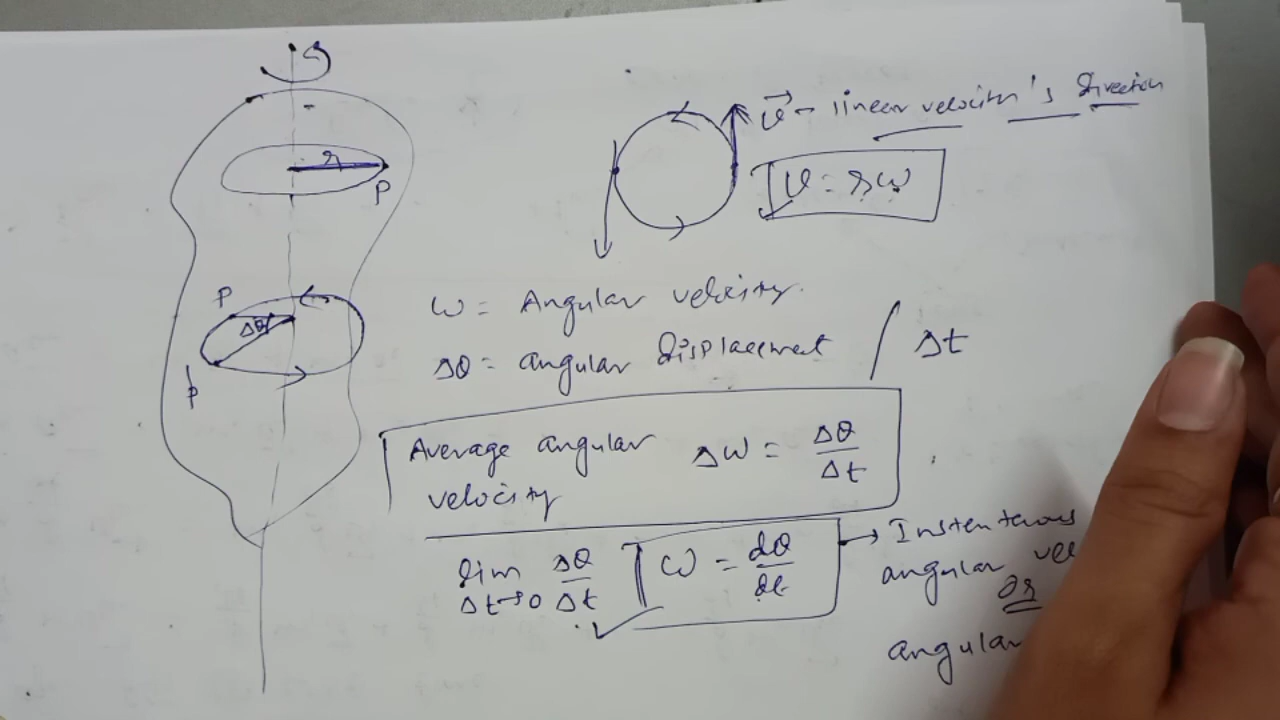 r
P
P
Δθ
P'
v⃗ - linear velocity's direction
v = rω
ω = Angular velocity.
Δθ = angular displacement / Δt
Average angular velocity Δω = Δθ/Δt
lim Δt→0 Δθ/Δt ω = dθ/dt → Instenteous
angular
or
angular